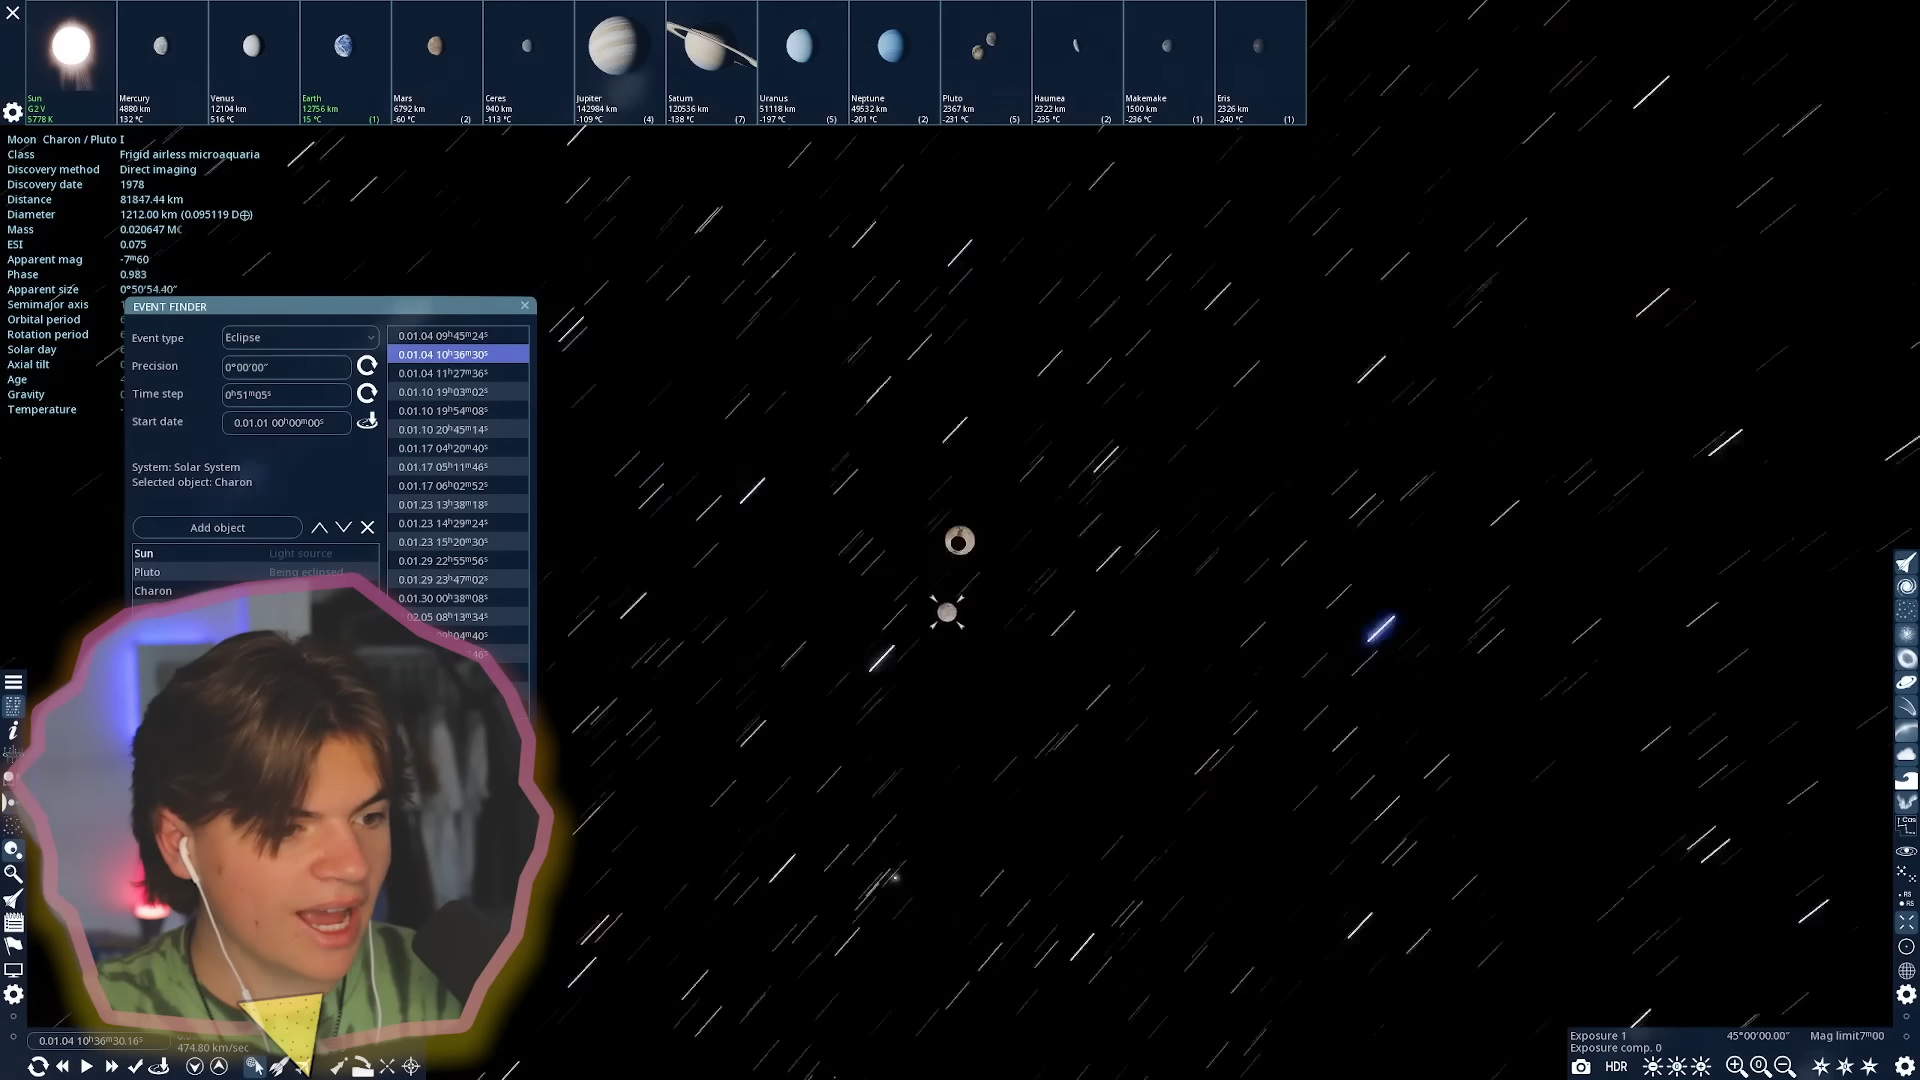 Sun
G2 V
5778 K
Mercury
4880 km
132 °C
Venus
12104 km
516 °C
Earth
12756 km
15 °C (1)
Mars
6792 km
-60 °C (2)
Ceres
940 km
-113 °C
Jupiter
142984 km
-109 °C (4)
Saturn
120536 km
-138 °C (7)
Uranus
51118 km
-197 °C (5)
Neptune
49532 km
-201 °C (2)
Pluto
2367 km
-231 °C (5)
Haumea
2322 km
-235 °C (2)
Makemake
1500 km
-236 °C (1)
Eris
2326 km
-240 °C (1)
Moon Charon / Pluto I
Class Frigid airless microaquaria
Discovery method Direct imaging
Discovery date 1978
Distance 81847.44 km
Diameter 1212.00 km (0.095119 D⊕)
Mass 0.020647 M☾
ESI 0.075
Apparent mag -7ᵐ60
Phase 0.983
Apparent size 0°50′54.40″
Semimajor axis
Orbital period
Rotation period
Solar day
Axial tilt
Age
Gravity
Temperature
EVENT FINDER
Event type Eclipse
Precision 0°00′00″
Time step 0ʰ51ᵐ05ˢ
Start date 0.01.01 00ʰ00ᵐ00ˢ
System: Solar System
Selected object: Charon
Add object
Sun Light source
Pluto Being eclipsed
Charon
0.01.04 09ʰ45ᵐ24ˢ
0.01.04 10ʰ36ᵐ30ˢ
0.01.04 11ʰ27ᵐ36ˢ
0.01.10 19ʰ03ᵐ02ˢ
0.01.10 19ʰ54ᵐ08ˢ
0.01.10 20ʰ45ᵐ14ˢ
0.01.17 04ʰ20ᵐ40ˢ
0.01.17 05ʰ11ᵐ46ˢ
0.01.17 06ʰ02ᵐ52ˢ
0.01.23 13ʰ38ᵐ18ˢ
0.01.23 14ʰ29ᵐ24ˢ
0.01.23 15ʰ20ᵐ30ˢ
0.01.29 22ʰ55ᵐ56ˢ
0.01.29 23ʰ47ᵐ02ˢ
0.01.30 00ʰ38ᵐ08ˢ
02.05 08ʰ13ᵐ34ˢ
09ʰ04ᵐ40ˢ
46ˢ
0.01.04 10ʰ36ᵐ30.16ˢ
474.80 km/sec
RS
RS
Exposure 1 45°00′00.00″ Mag limit 7ᵐ00
Exposure comp. 0
HDR